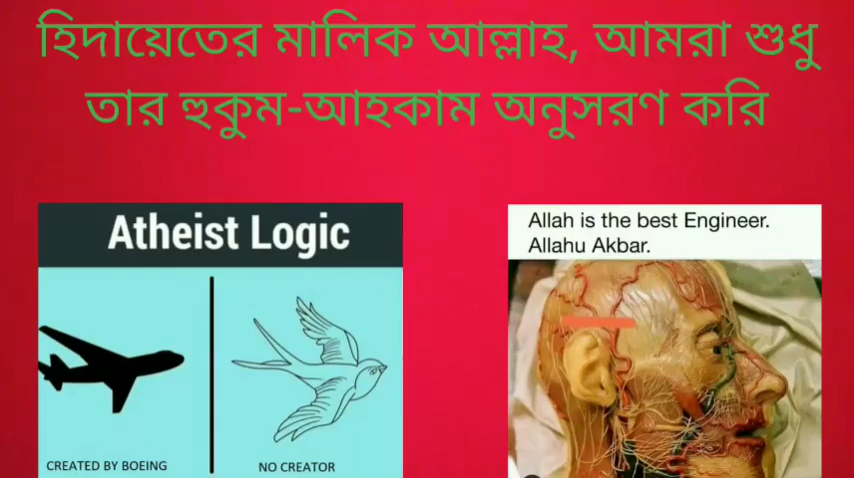 হিদায়েতের মালিক আল্লাহ, আমরা শুধু
তার হুকুম-আহকাম অনুসরণ করি
Atheist Logic
CREATED BY BOEING
NO CREATOR
Allah is the best Engineer.
Allahu Akbar.